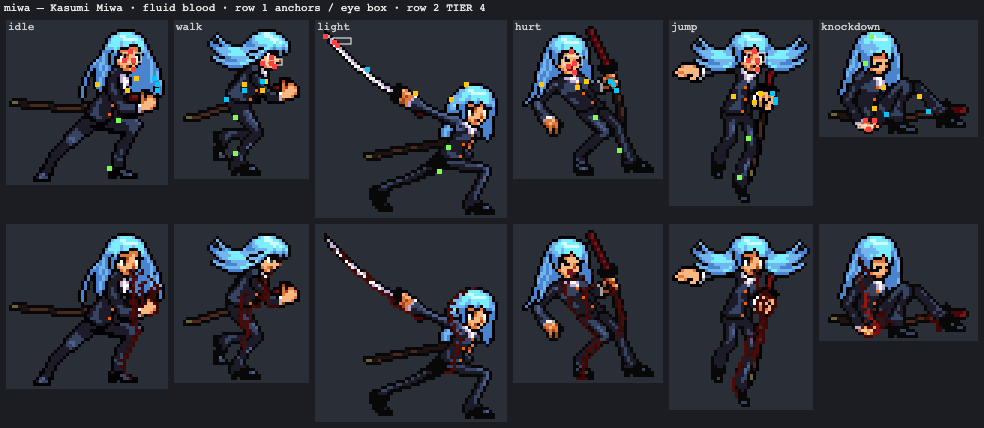 miwa — Kasumi Miwa · fluid blood · row 1 anchors / eye box · row 2 TIER 4
idle walk light hurt jump knockdown